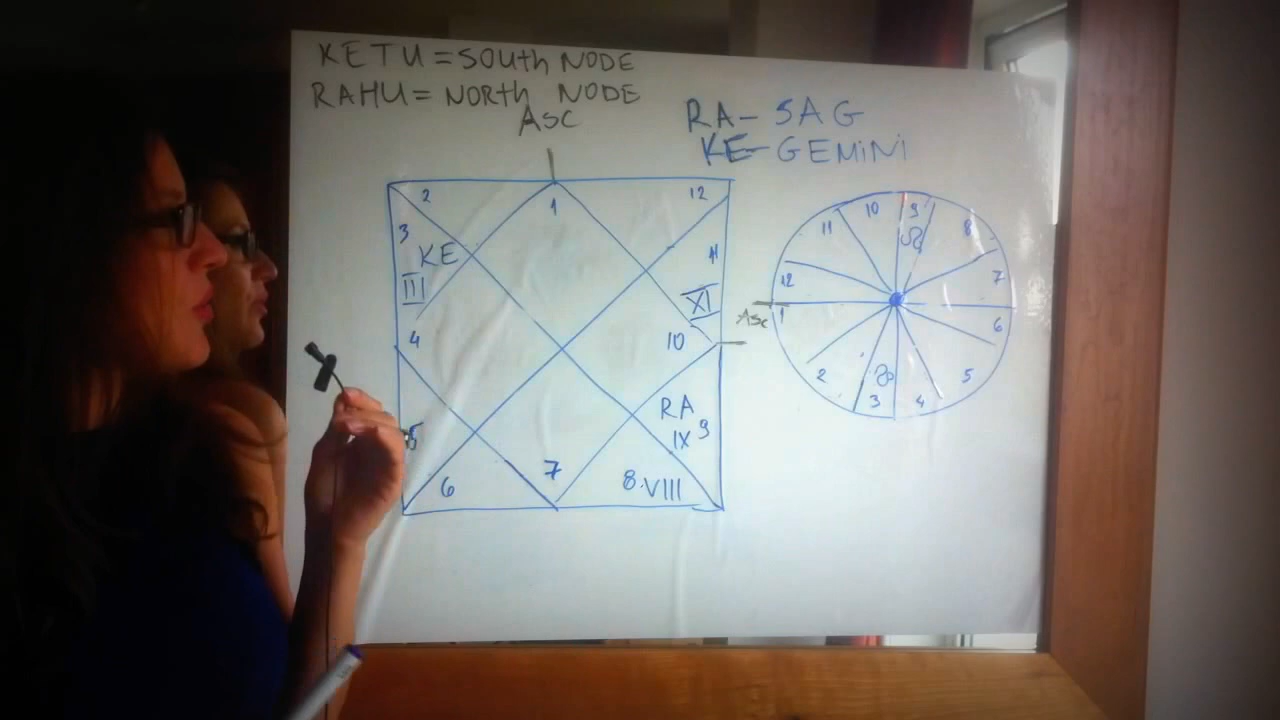 KETU = SOUTH NODE
RAHU = NORTH NODE
ASC
RA - SAG
KE - GEMINI
2
1
12
3
KE
III
11
XI
4
10
5
RA
IX 9
6
7
8. VIII
11
10
9
☊
8
12
7
Asc
1
6
2
☋
3
4
5